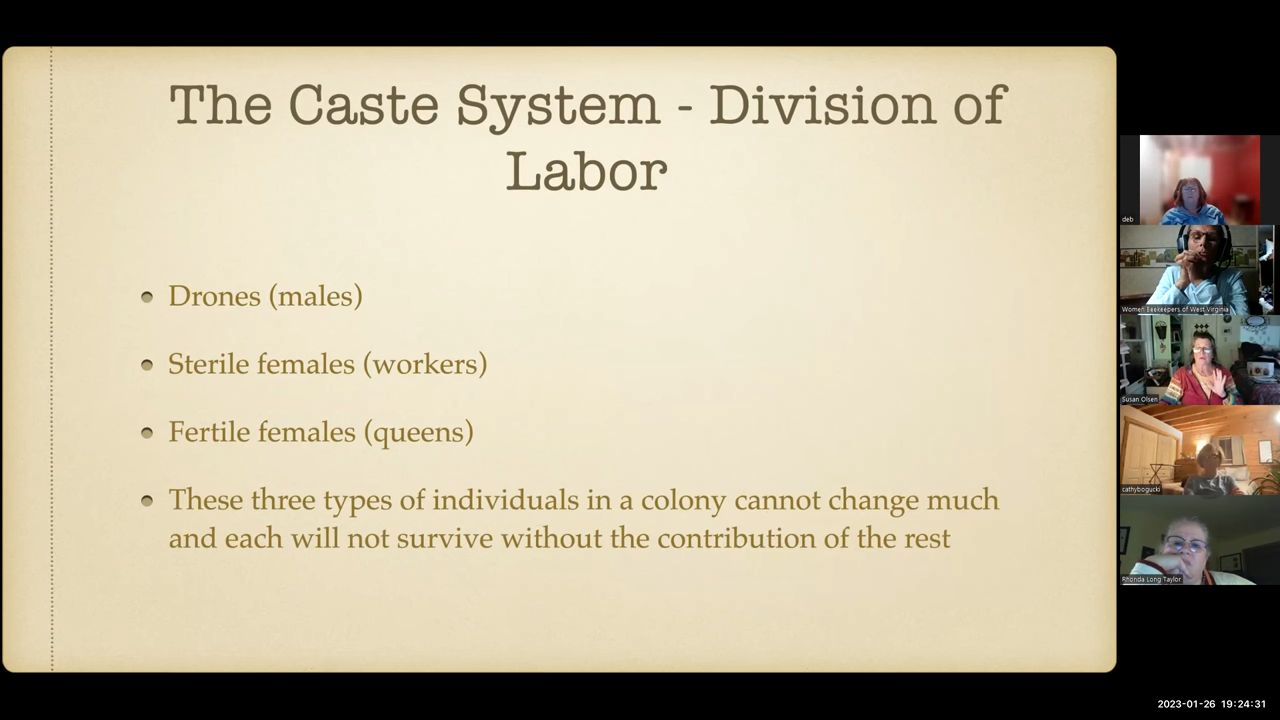 The Caste System - Division of
Labor
Drones (males)
Sterile females (workers)
Fertile females (queens)
These three types of individuals in a colony cannot change much
and each will not survive without the contribution of the rest
deb
Women Beekeepers of West Virginia
Susan Olsen
cathybogucki
Rhonda Long Taylor
2023-01-26 19:24:31